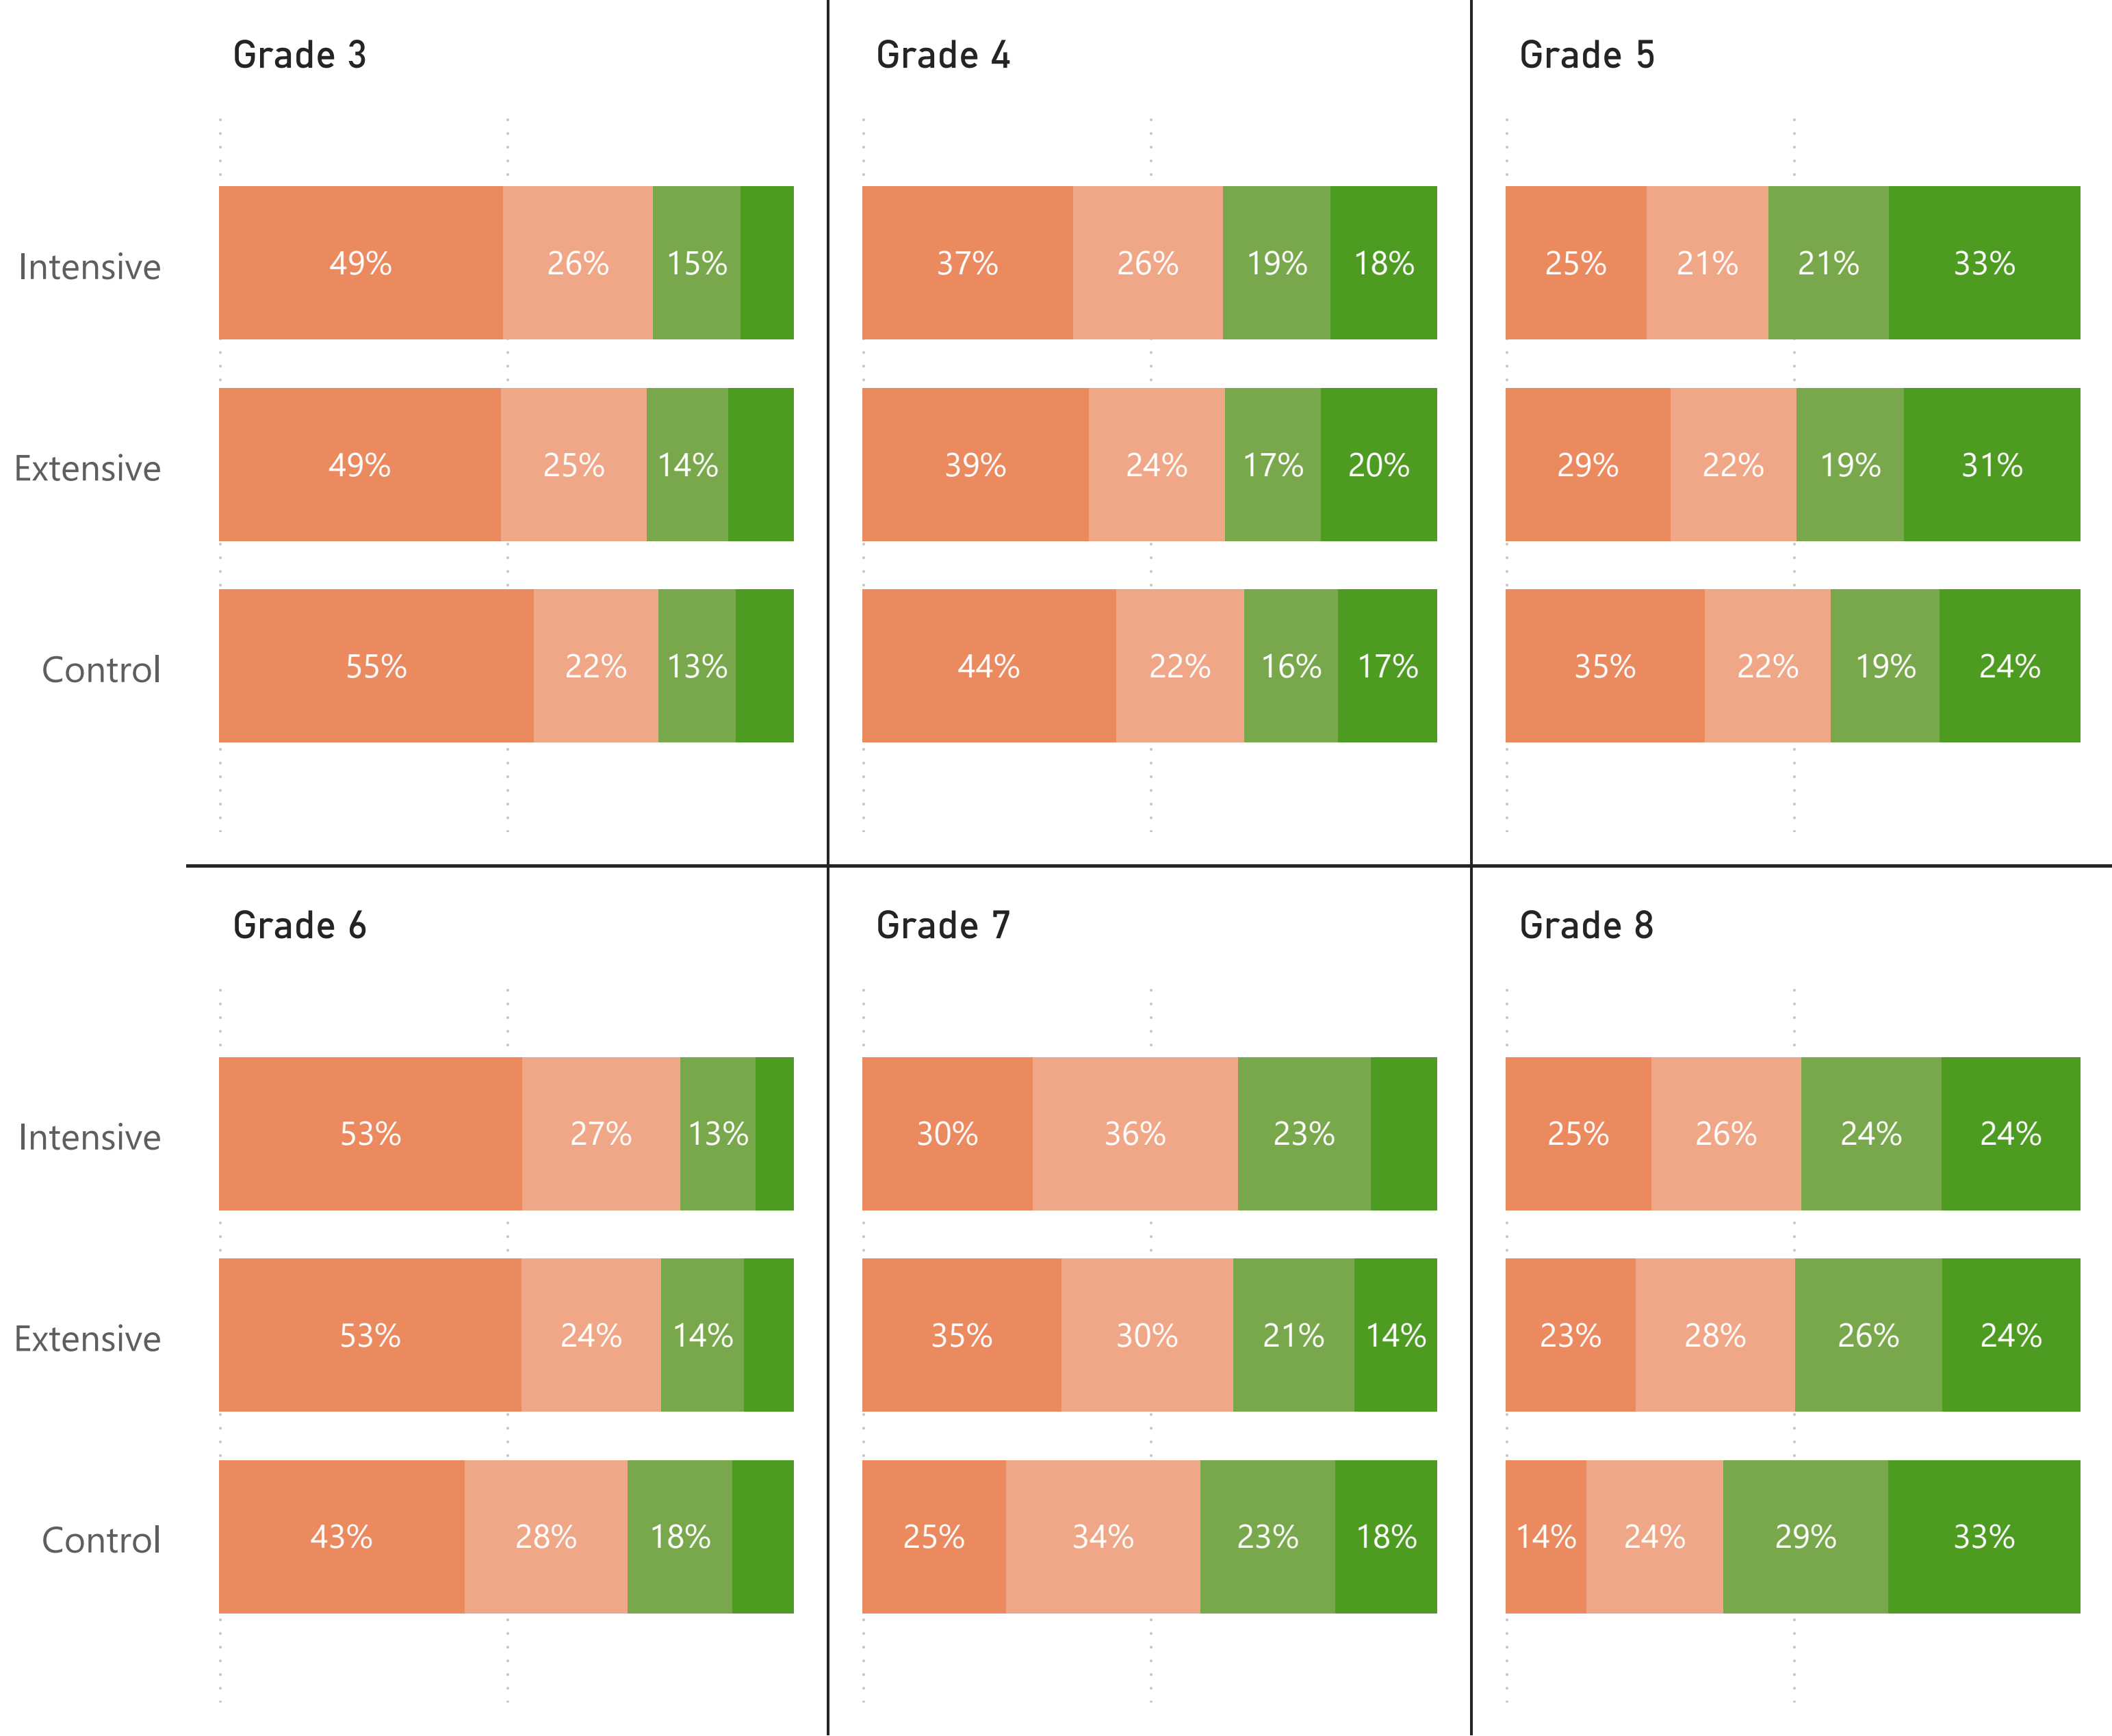 Grade 3
Grade 4
Grade 5
Intensive
49% 26% 15%
37% 26% 19% 18%
25% 21% 21% 33%
Extensive
49% 25% 14%
39% 24% 17% 20%
29% 22% 19% 31%
Control
55% 22% 13%
44% 22% 16% 17%
35% 22% 19% 24%
Grade 6
Grade 7
Grade 8
Intensive
53% 27% 13%
30% 36% 23%
25% 26% 24% 24%
Extensive
53% 24% 14%
35% 30% 21% 14%
23% 28% 26% 24%
Control
43% 28% 18%
25% 34% 23% 18%
14% 24% 29% 33%